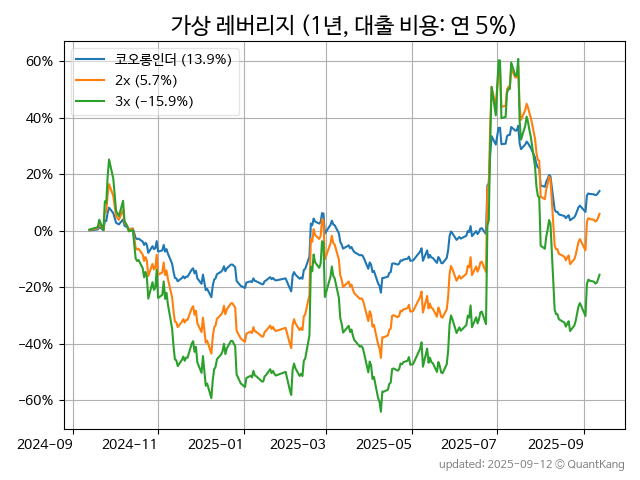 가상 레버리지 (1년, 대출 비용: 연 5%)
코오롱인더 (13.9%)
2x (5.7%)
3x (−15.9%)
60%
40%
20%
0%
−20%
−40%
−60%
2024-09 2024-11 2025-01 2025-03 2025-05 2025-07 2025-09
updated: 2025-09-12 © QuantKang